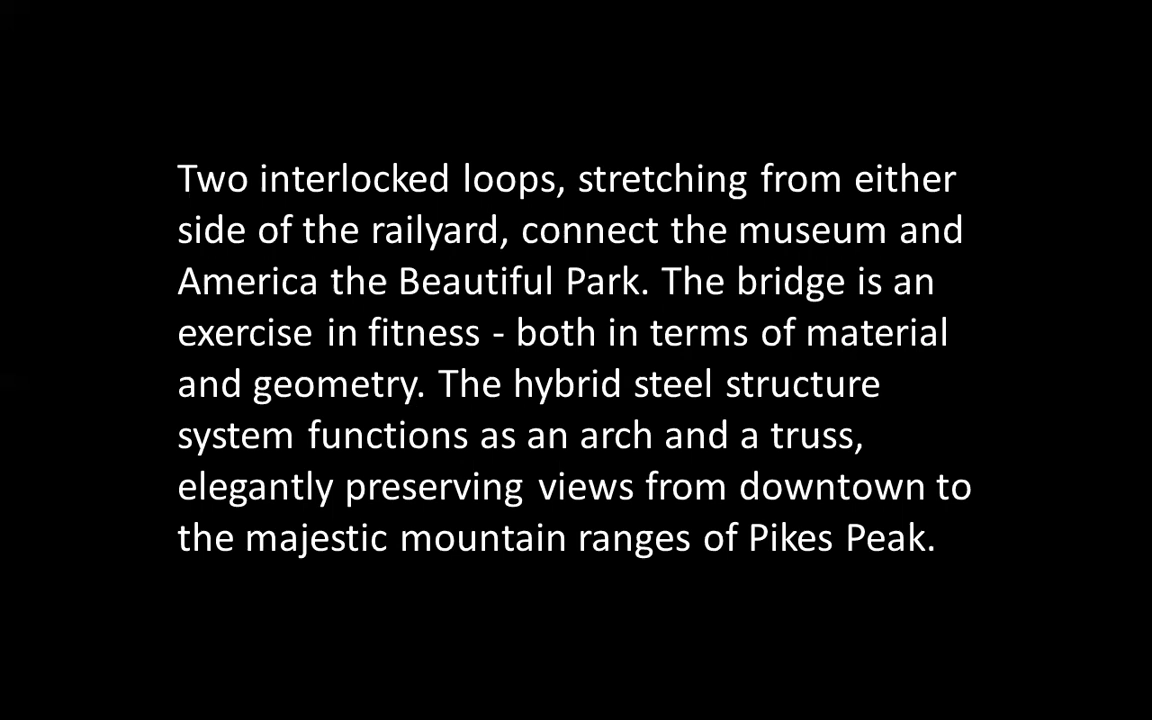 Two interlocked loops, stretching from either
side of the railyard, connect the museum and
America the Beautiful Park. The bridge is an
exercise in fitness - both in terms of material
and geometry. The hybrid steel structure
system functions as an arch and a truss,
elegantly preserving views from downtown to
the majestic mountain ranges of Pikes Peak.